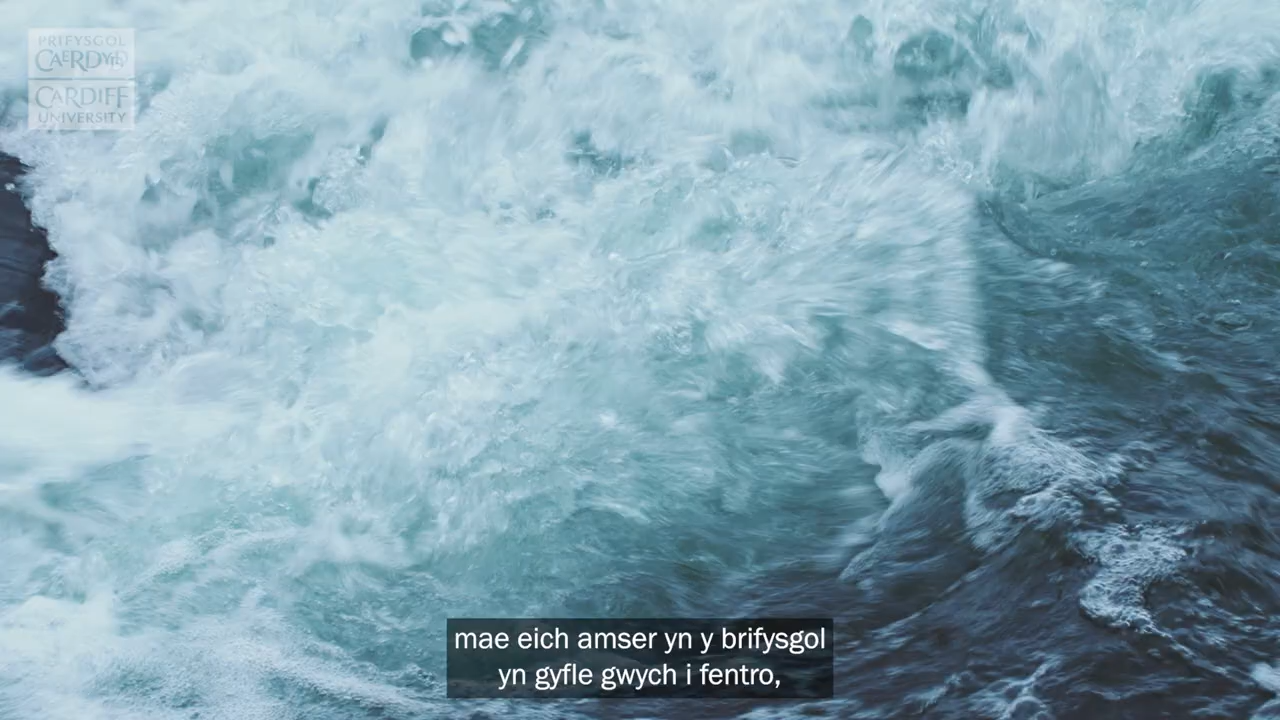 PRIFYSGOL
CAERDYDD
CARDIFF
UNIVERSITY
mae eich amser yn y brifysgol
yn gyfle gwych i fentro,